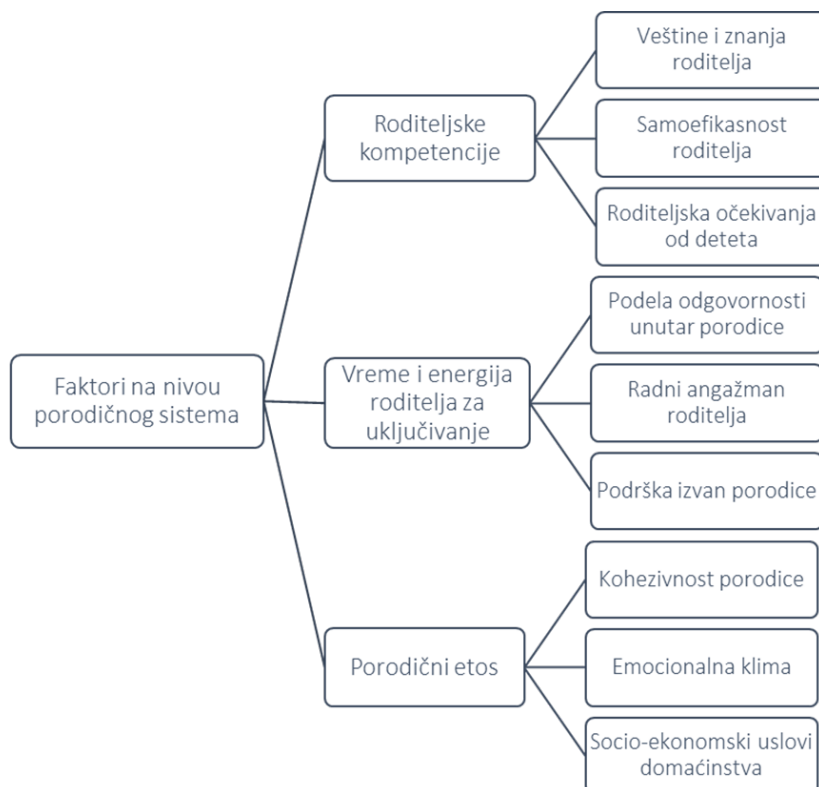 Faktori na nivou
porodičnog sistema
Roditeljske
kompetencije
Veštine i znanja
roditelja
Samoefikasnost
roditelja
Roditeljska očekivanja
od deteta
Vreme i energija
roditelja za
uključivanje
Podela odgovornosti
unutar porodice
Radni angažman
roditelja
Podrška izvan porodice
Porodični etos
Kohezivnost porodice
Emocionalna klima
Socio-ekonomski uslovi
domaćinstva